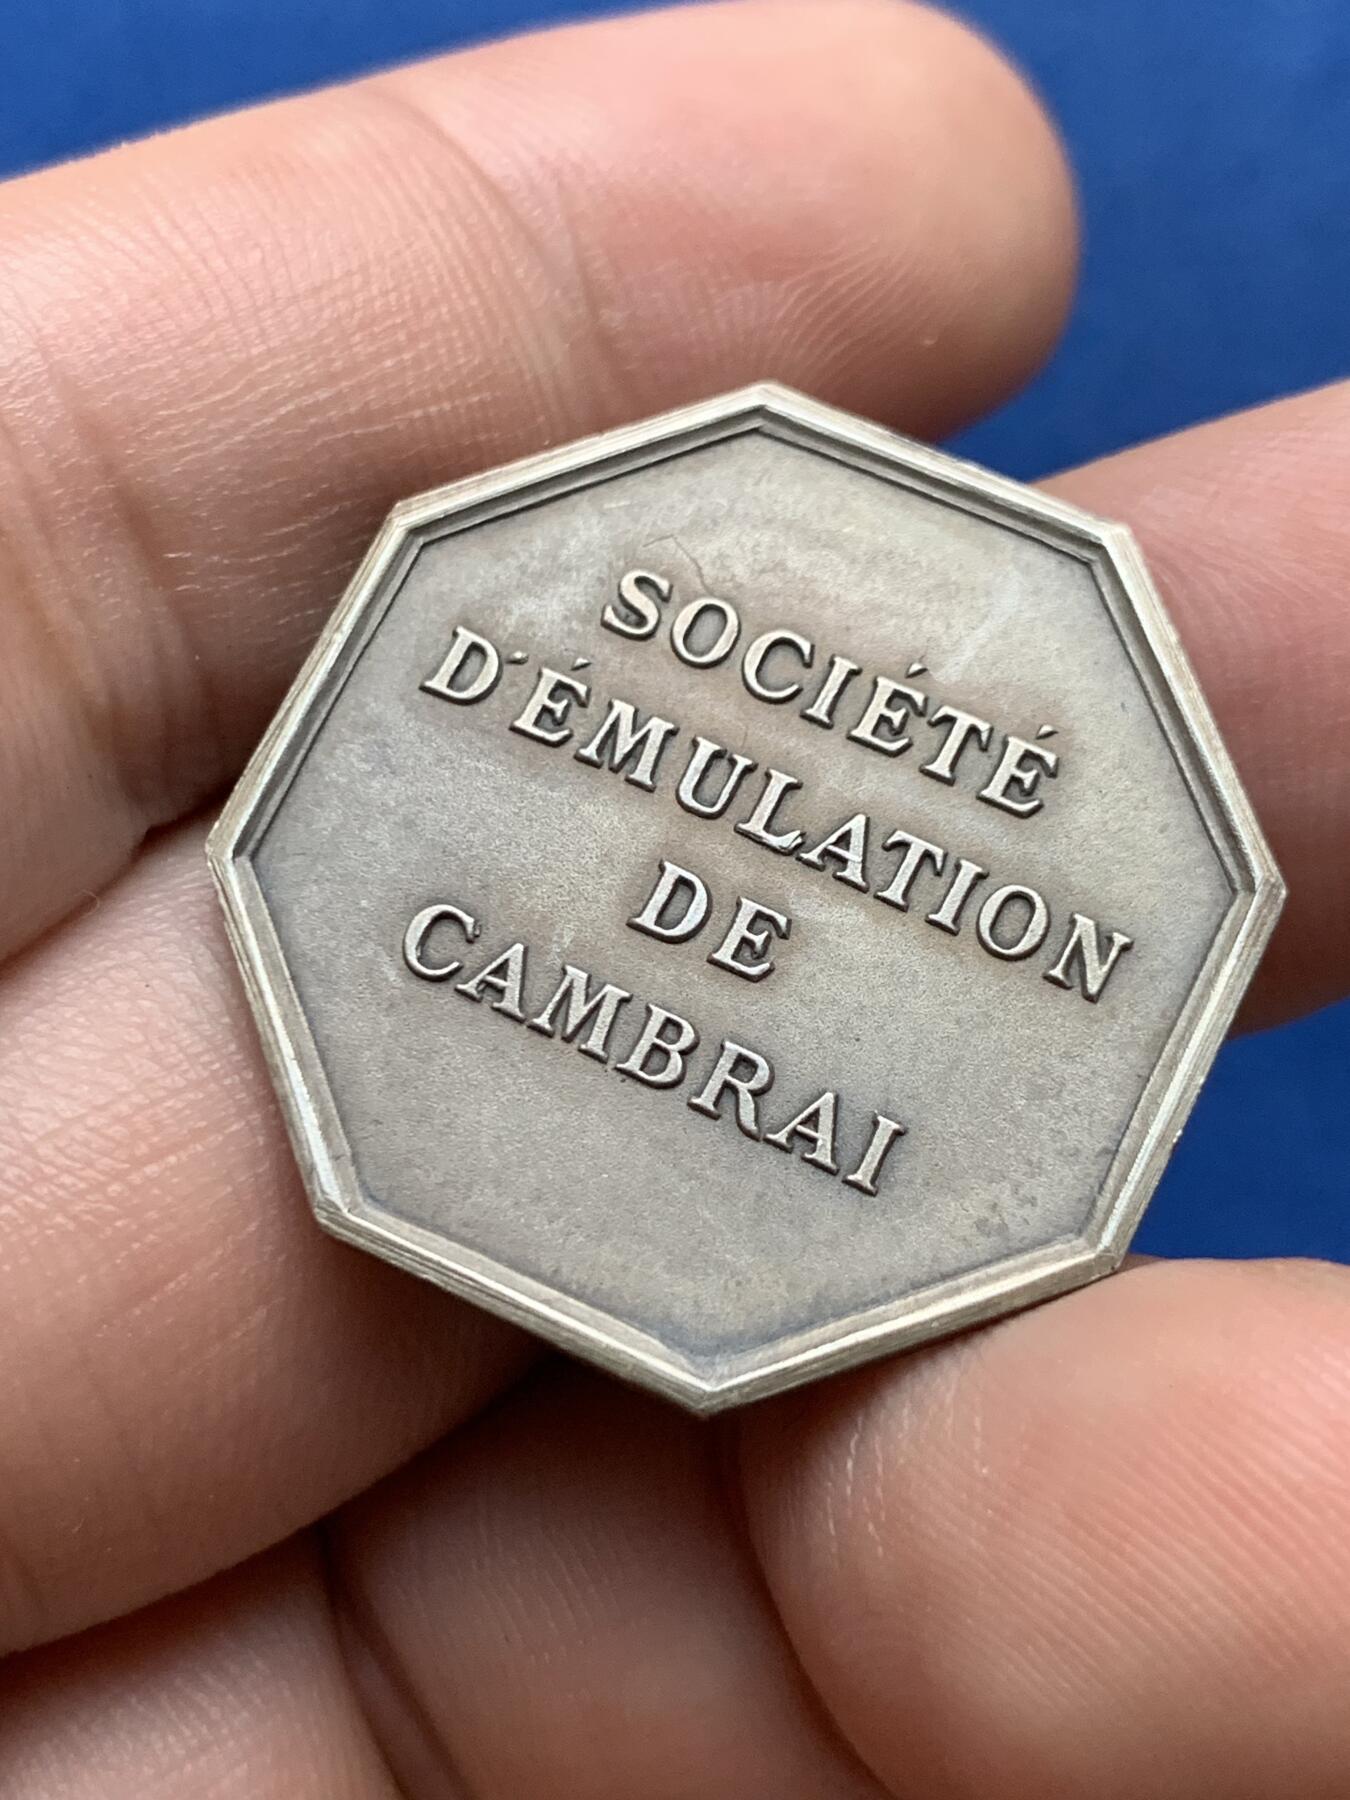 SOCIÉTÉ
D'ÉMULATION
DE
CAMBRAI